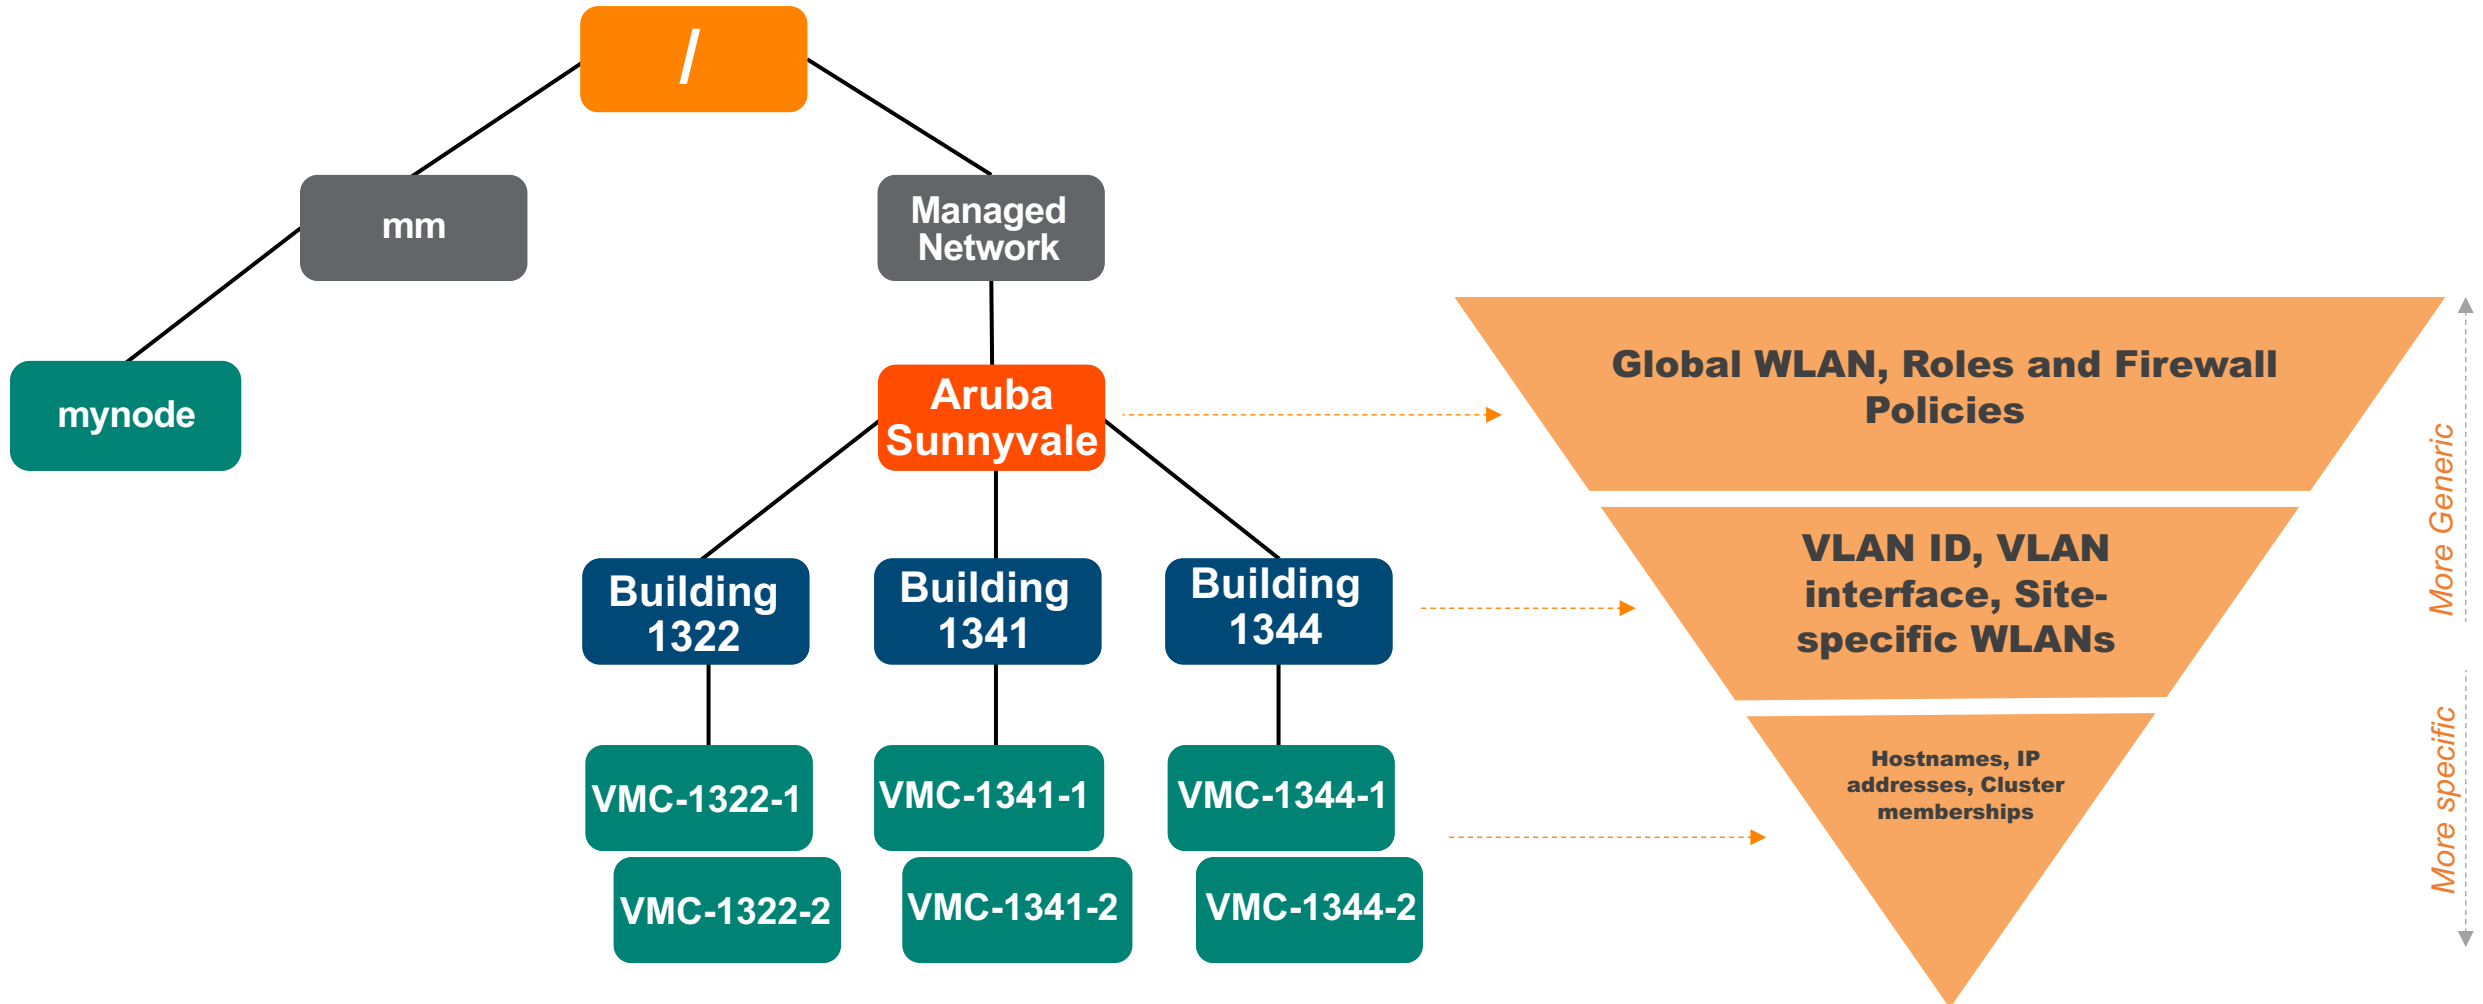 /
mm
Managed
Network
mynode
Aruba
Sunnyvale
Building
1322
Building
1341
Building
1344
VMC-1322-1
VMC-1341-1
VMC-1344-1
VMC-1322-2
VMC-1341-2
VMC-1344-2
Global WLAN, Roles and Firewall
Policies
VLAN ID, VLAN
interface, Site-
specific WLANs
Hostnames, IP
addresses, Cluster
memberships
More Generic
More specific